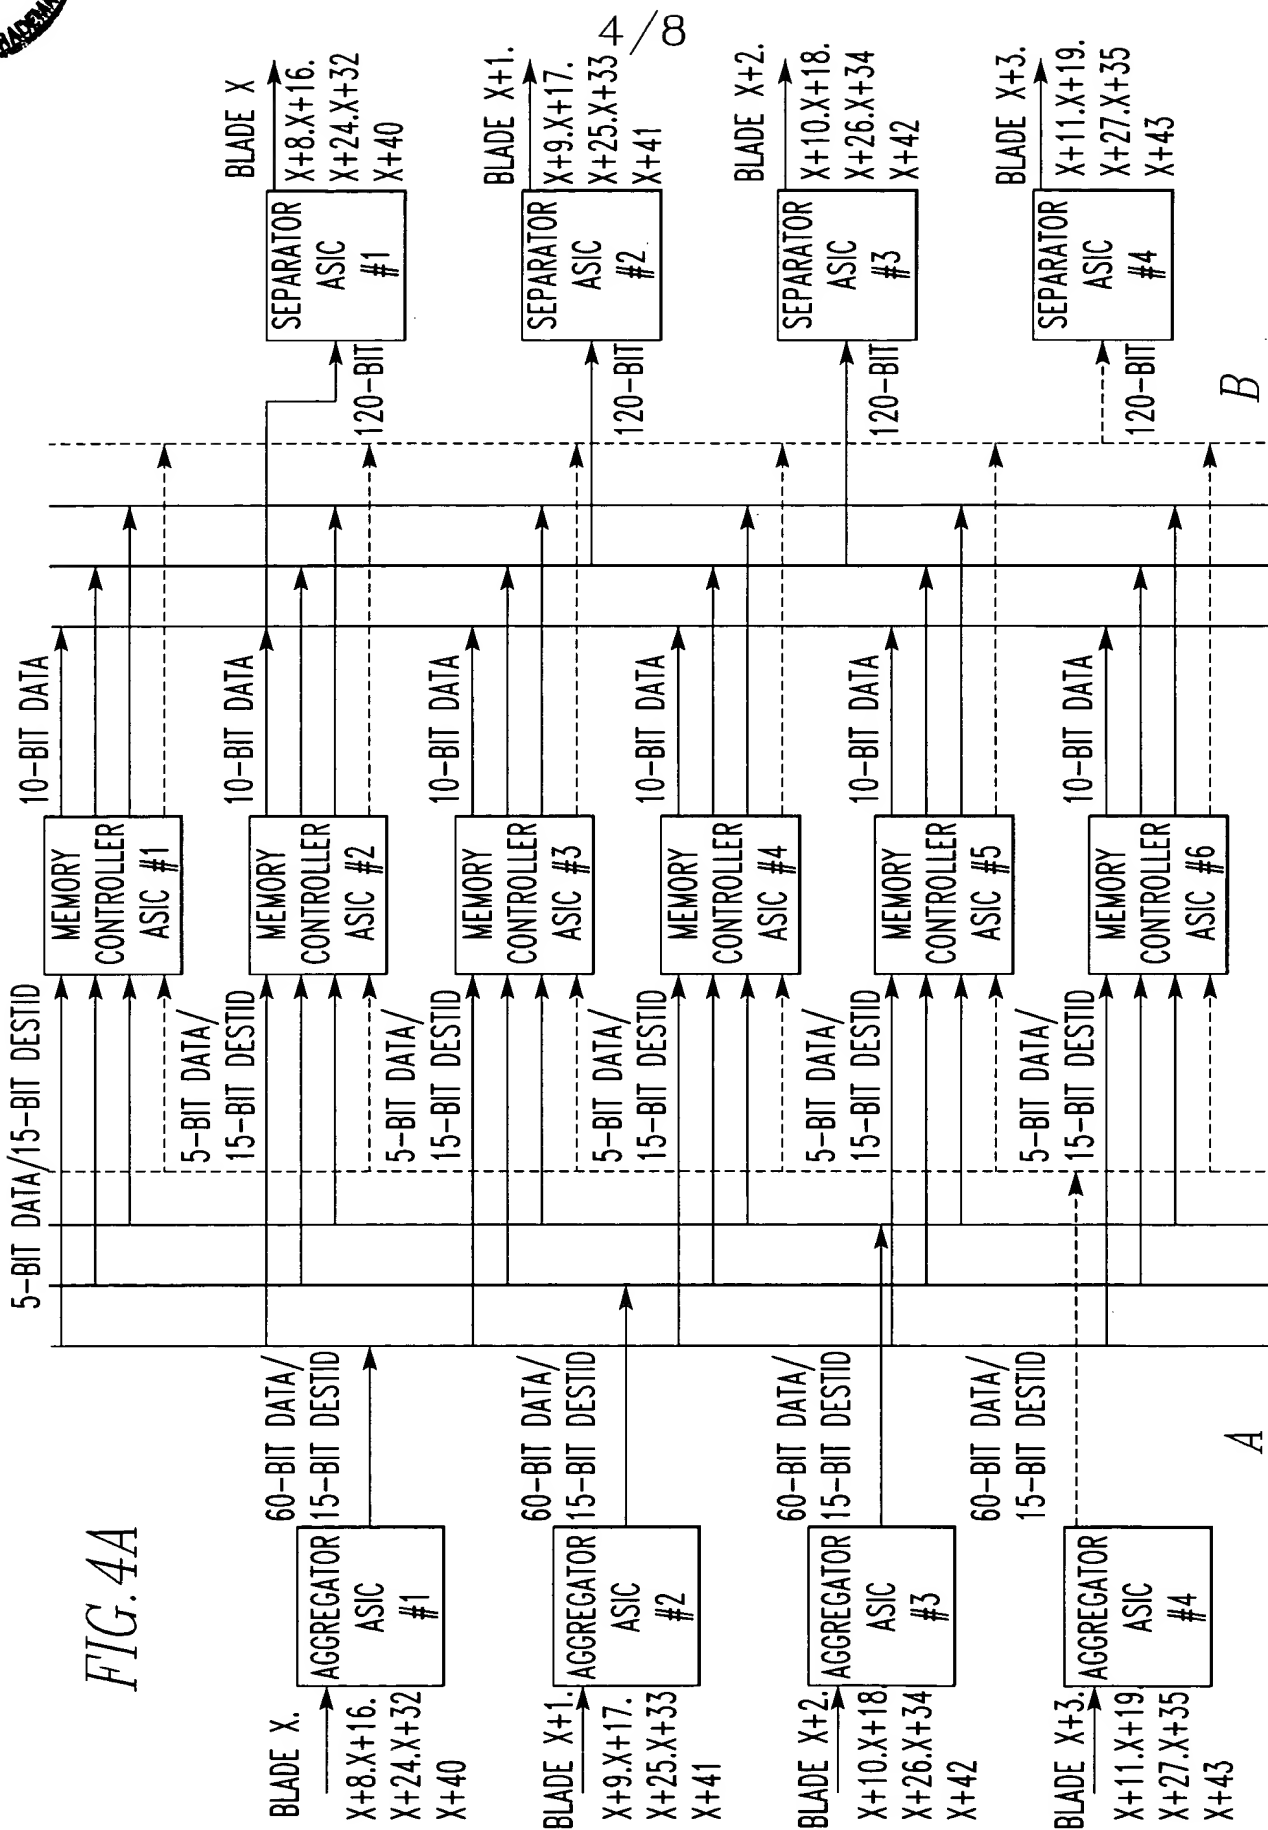 4/8
FIG. 4A
BLADE X.
X+8.X+16.
X+24.X+32
X+40
AGGREGATOR
ASIC
#1
60-BIT DATA/
15-BIT DESTID
BLADE X+1.
X+9.X+17.
X+25.X+33
X+41
AGGREGATOR
ASIC
#2
60-BIT DATA/
15-BIT DESTID
BLADE X+2.
X+10.X+18.
X+26.X+34
X+42
AGGREGATOR
ASIC
#3
60-BIT DATA/
15-BIT DESTID
BLADE X+3.
X+11.X+19.
X+27.X+35
X+43
AGGREGATOR
ASIC
#4
60-BIT DATA/
15-BIT DESTID
A
5-BIT DATA/15-BIT DESTID
MEMORY
CONTROLLER
ASIC #1
10-BIT DATA
5-BIT DATA/
15-BIT DESTID
MEMORY
CONTROLLER
ASIC #2
10-BIT DATA
5-BIT DATA/
15-BIT DESTID
MEMORY
CONTROLLER
ASIC #3
10-BIT DATA
5-BIT DATA/
15-BIT DESTID
MEMORY
CONTROLLER
ASIC #4
10-BIT DATA
5-BIT DATA/
15-BIT DESTID
MEMORY
CONTROLLER
ASIC #5
10-BIT DATA
5-BIT DATA/
15-BIT DESTID
MEMORY
CONTROLLER
ASIC #6
10-BIT DATA
120-BIT
SEPARATOR
ASIC
#1
BLADE X
X+8.X+16.
X+24.X+32
X+40
120-BIT
SEPARATOR
ASIC
#2
BLADE X+1.
X+9.X+17.
X+25.X+33
X+41
120-BIT
SEPARATOR
ASIC
#3
BLADE X+2.
X+10.X+18.
X+26.X+34
X+42
120-BIT
SEPARATOR
ASIC
#4
BLADE X+3.
X+11.X+19.
X+27.X+35
X+43
B